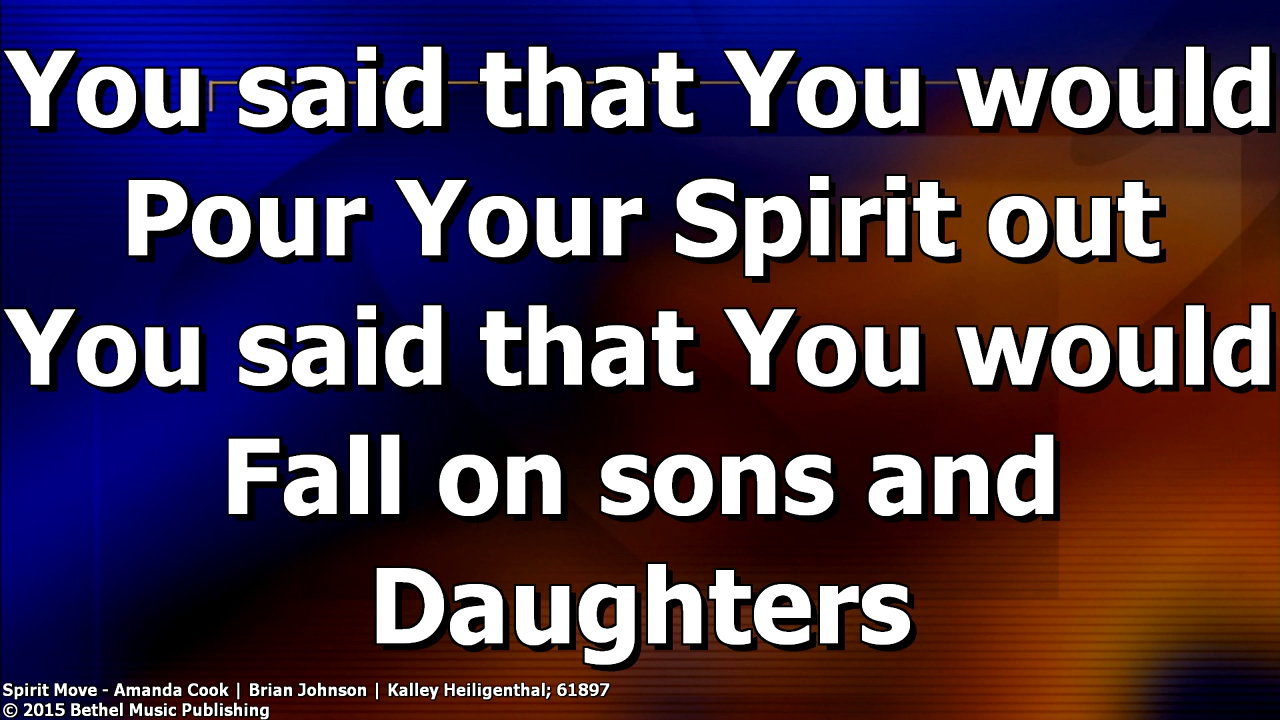 You said that You would
Pour Your Spirit out
You said that You would
Fall on sons and
Daughters
Spirit Move - Amanda Cook | Brian Johnson | Kalley Heiligenthal; 61897
© 2015 Bethel Music Publishing